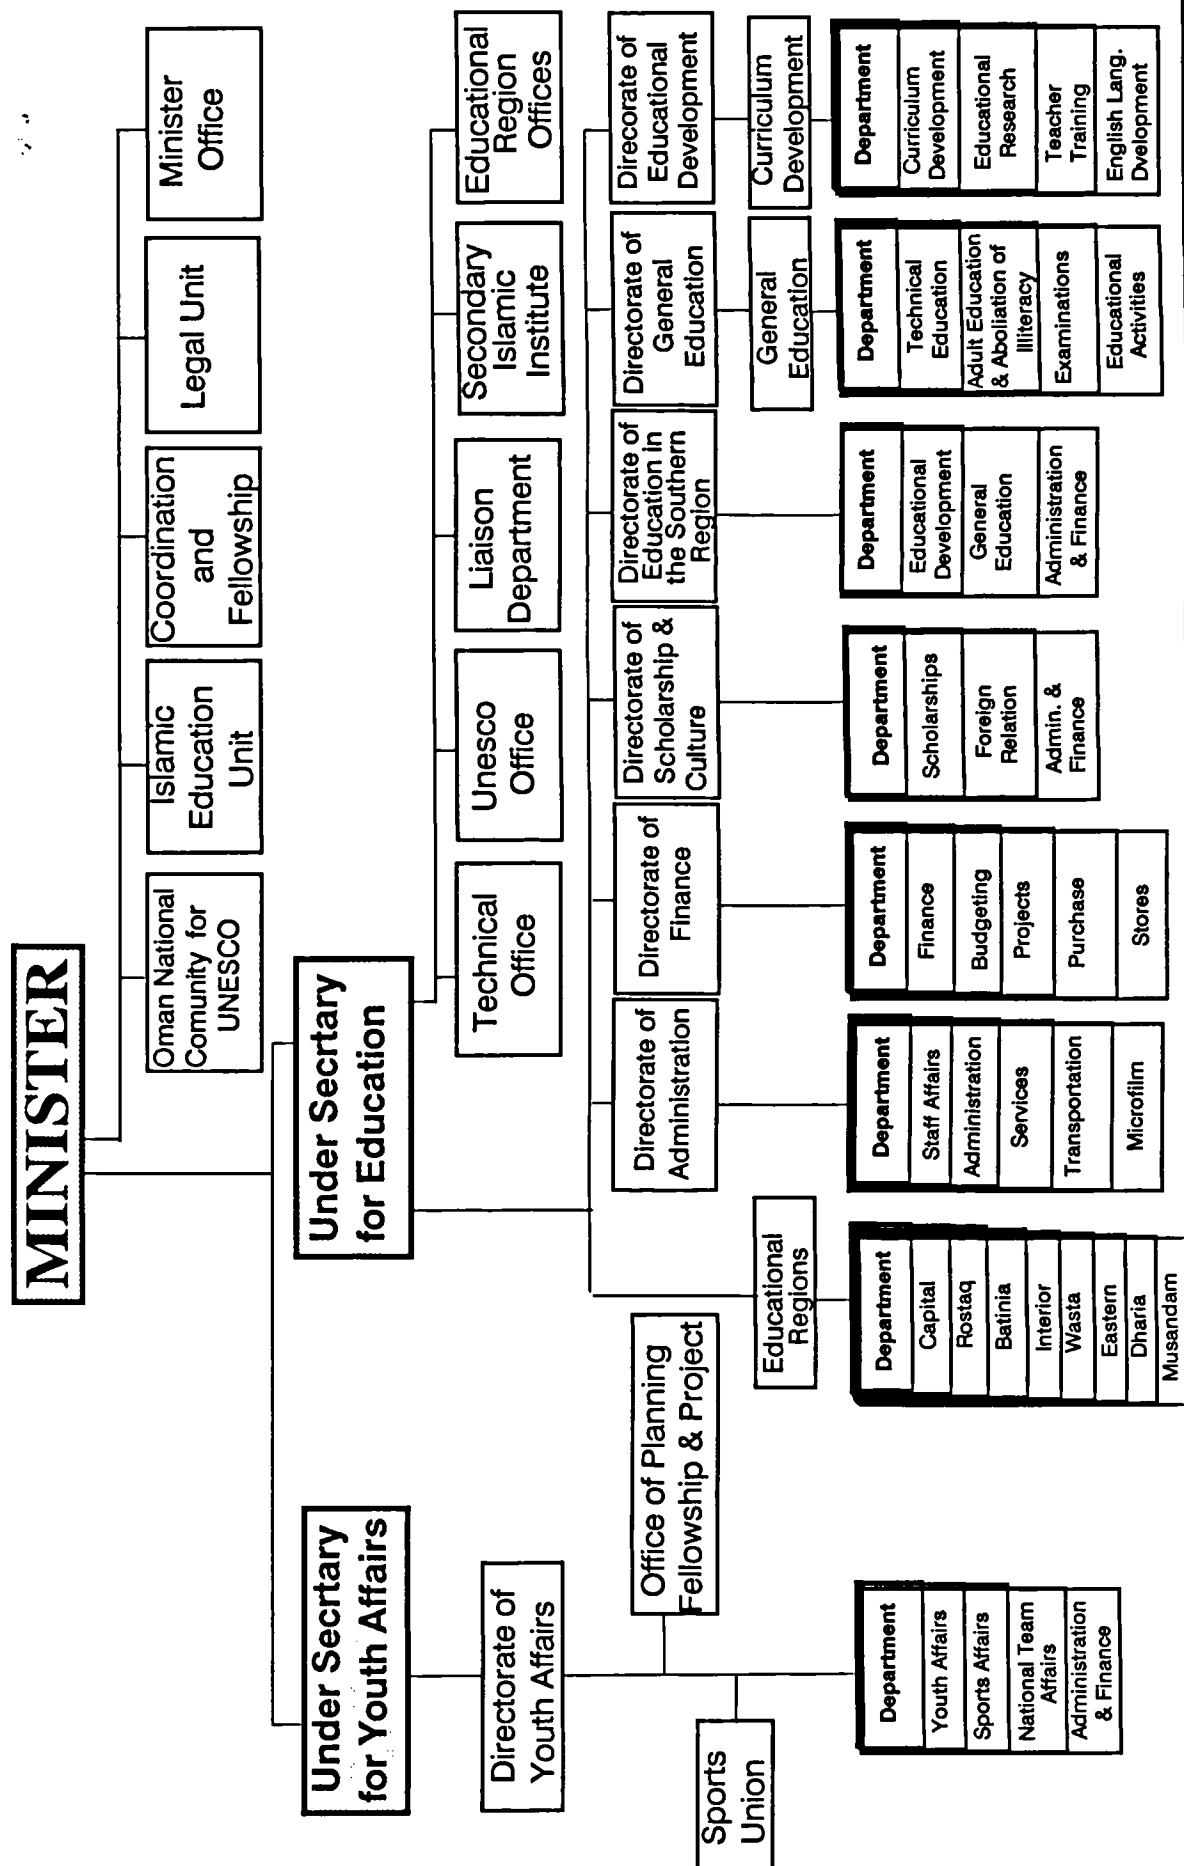 MINISTER
Oman National
Comunity for
UNESCO
Islamic
Education
Unit
Coordination
and
Fellowship
Legal Unit
Minister
Office
Under Secrtary
for Youth Affairs
Under Secrtary
for Education
Directorate of
Youth Affairs
Technical
Office
Unesco
Office
Liaison
Department
Secondary
Islamic
Institute
Educational
Region
Offices
Office of Planning
Fellowship & Project
Sports
Union
Directorate of
Administration
Directorate of
Finance
Directorate of
Scholarship &
Culture
Directorate of
Education in
the Southern
Region
Directorate of
General
Education
Direcorate of
Educational
Development
Educational
Regions
General
Education
Curriculum
Development
Department
Youth Affairs
Sports Affairs
National Team
Affairs
Administration
& Finance
Department
Capital
Rostaq
Batinia
Interior
Wasta
Eastern
Dharia
Musandam
Department
Staff Affairs
Administration
Services
Transportation
Microfilm
Department
Finance
Budgeting
Projects
Purchase
Stores
Department
Scholarships
Foreign
Relation
Admin. &
Finance
Department
Educational
Development
General
Education
Administration
& Finance
Department
Technical
Education
Adult Education
& Aboliation of
Illiteracy
Examinations
Educational
Activities
Department
Curriculum
Development
Educational
Research
Teacher
Training
English Lang.
Dvelopment